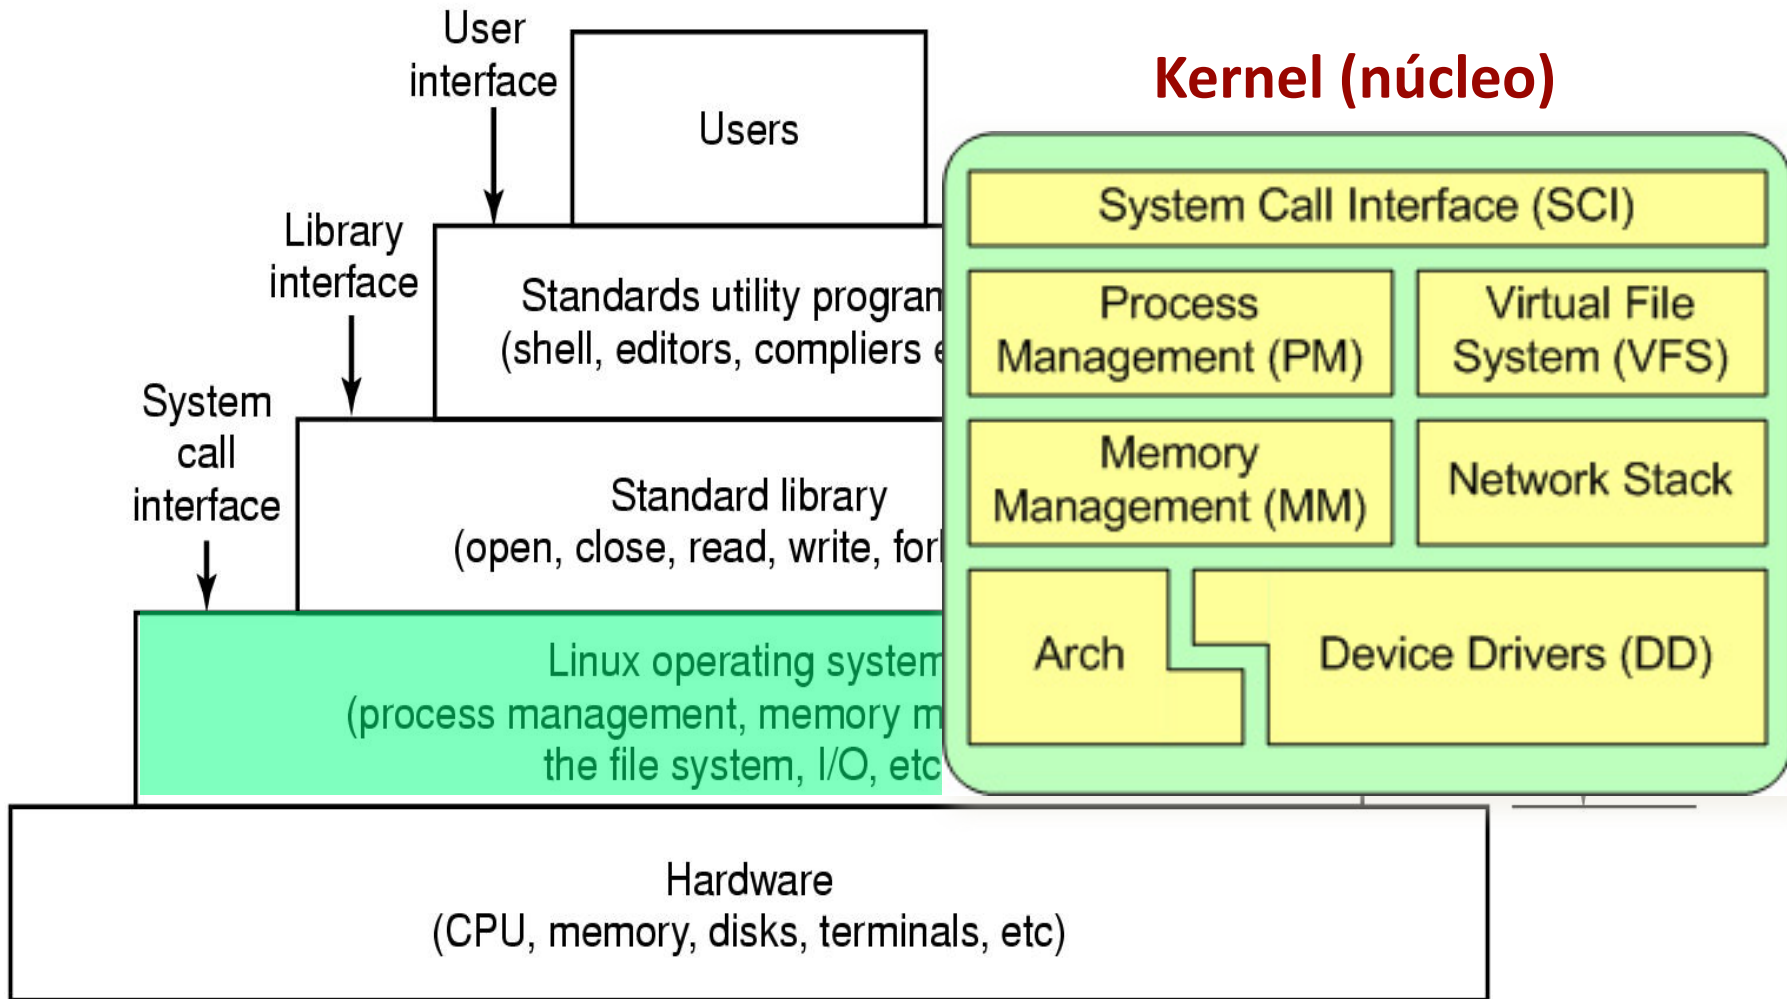 User
interface
Users
Library
interface
Standards utility program
(shell, editors, compliers
System
call
interface
Standard library
(open, close, read, write,
Linux operating system
(process management, memory
the file system, I/O, etc
Hardware
(CPU, memory, disks, terminals, etc)
Kernel (núcleo)
System Call Interface (SCI)
Process
Management (PM)
Virtual File
System (VFS)
Memory
Management (MM)
Network Stack
Arch
Device Drivers (DD)